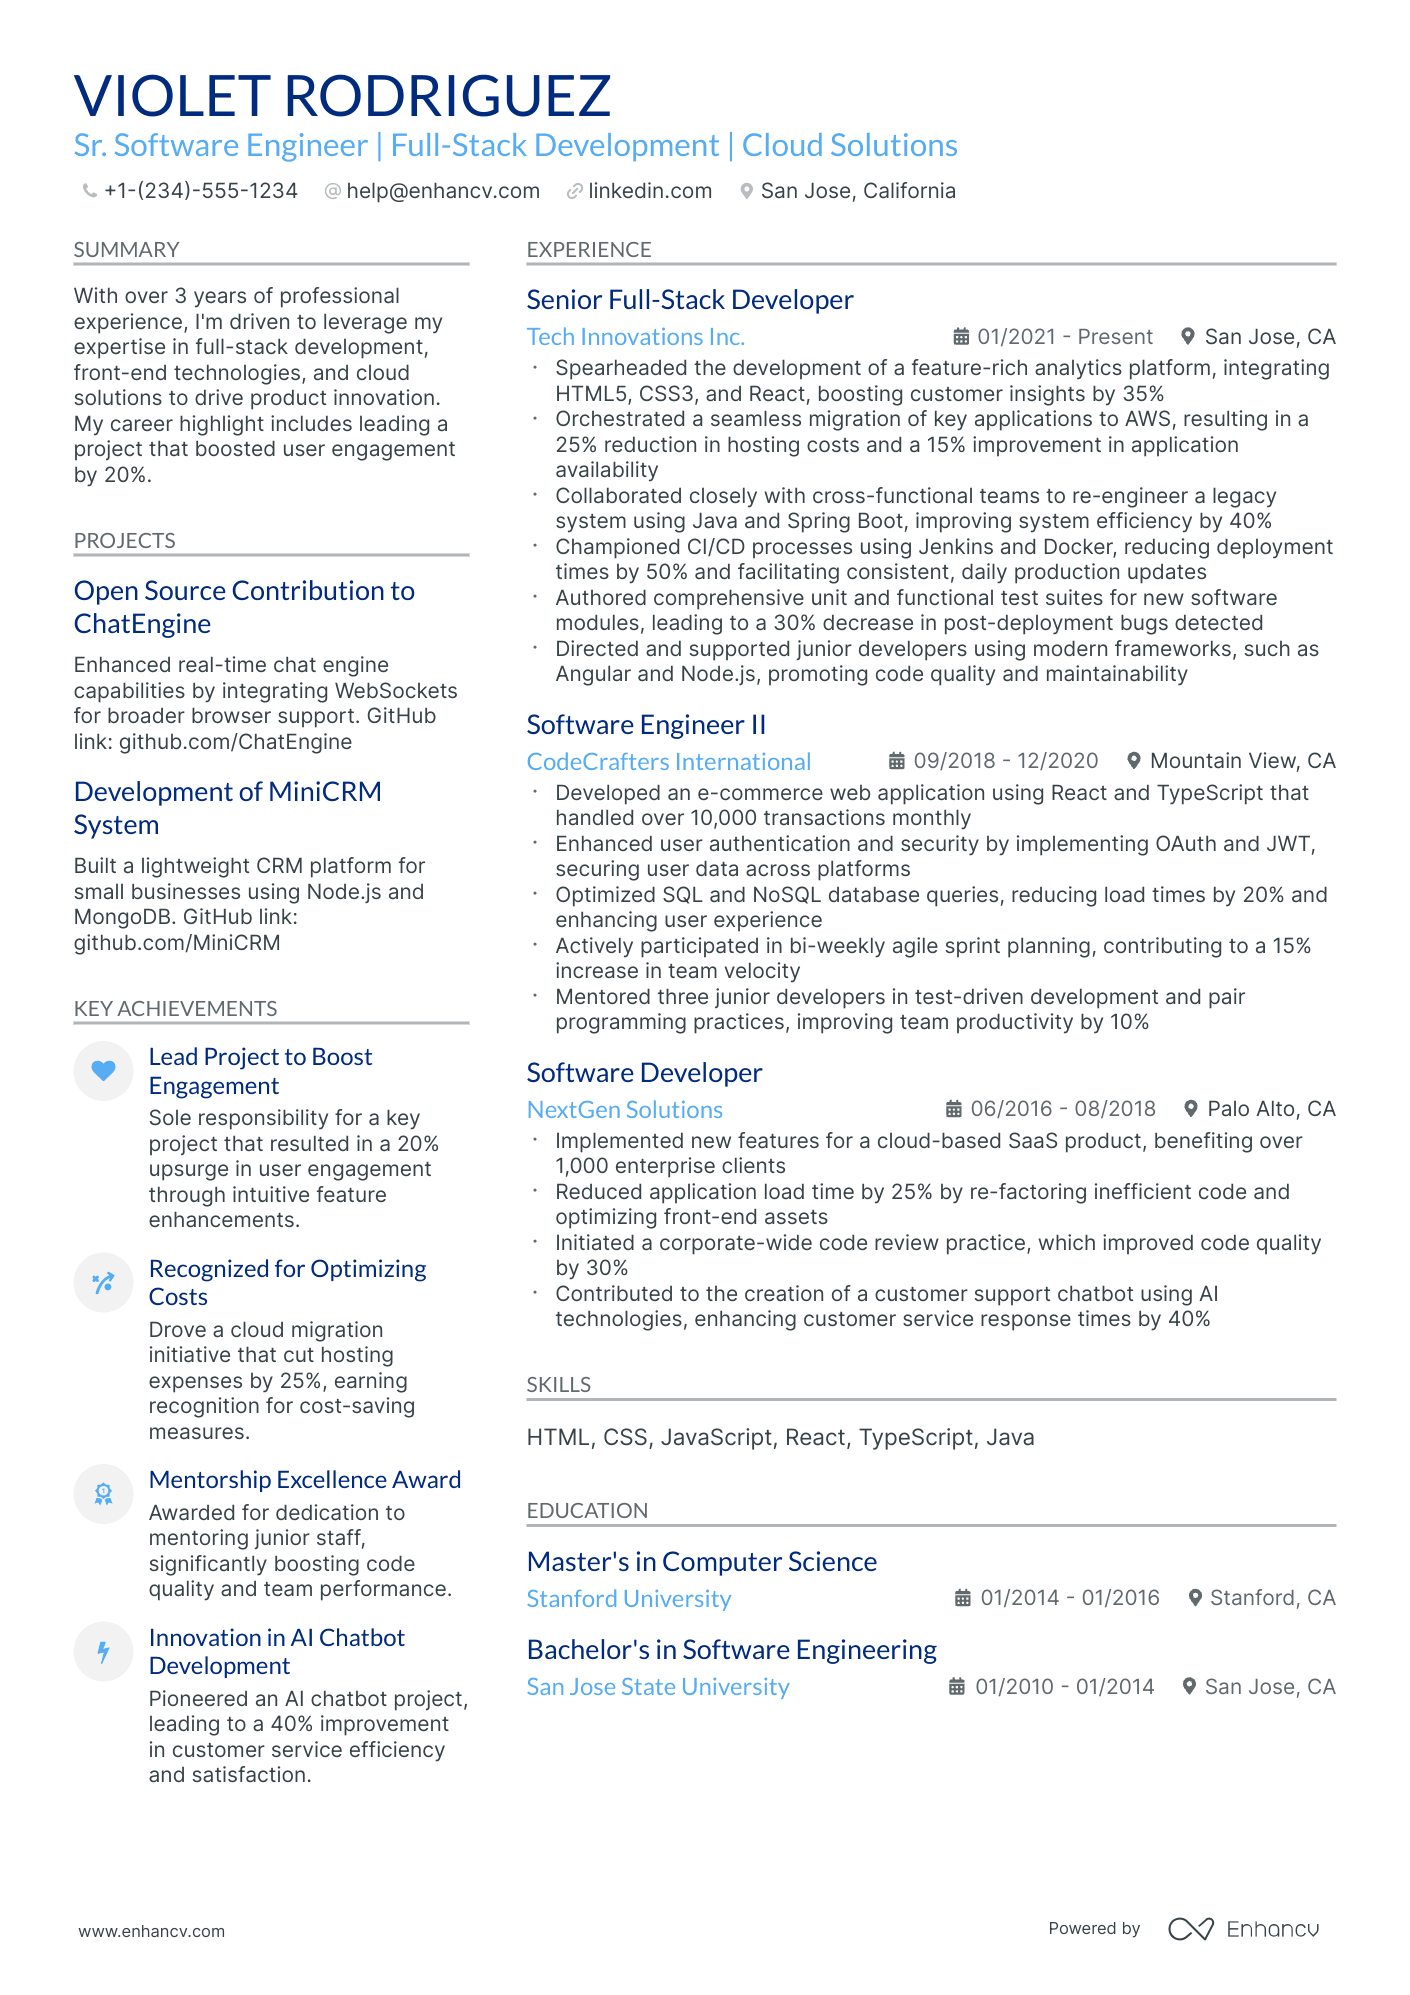 VIOLET RODRIGUEZ
Sr. Software Engineer | Full-Stack Development | Cloud Solutions
+1-(234)-555-1234 @ help@enhancv.com linkedin.com San Jose, California
SUMMARY
With over 3 years of professional
experience, I'm driven to leverage my
expertise in full-stack development,
front-end technologies, and cloud
solutions to drive product innovation.
My career highlight includes leading a
project that boosted user engagement
by 20%.
PROJECTS
Open Source Contribution to
ChatEngine
Enhanced real-time chat engine
capabilities by integrating WebSockets
for broader browser support. GitHub
link: github.com/ChatEngine
Development of MiniCRM
System
Built a lightweight CRM platform for
small businesses using Node.js and
MongoDB. GitHub link:
github.com/MiniCRM
KEY ACHIEVEMENTS
Lead Project to Boost
Engagement
Sole responsibility for a key
project that resulted in a 20%
upsurge in user engagement
through intuitive feature
enhancements.
Recognized for Optimizing
Costs
Drove a cloud migration
initiative that cut hosting
expenses by 25%, earning
recognition for cost-saving
measures.
Mentorship Excellence Award
Awarded for dedication to
mentoring junior staff,
significantly boosting code
quality and team performance.
Innovation in AI Chatbot
Development
Pioneered an AI chatbot project,
leading to a 40% improvement
in customer service efficiency
and satisfaction.
EXPERIENCE
Senior Full-Stack Developer
Tech Innovations Inc. 01/2021 - Present San Jose, CA
· Spearheaded the development of a feature-rich analytics platform, integrating
HTML5, CSS3, and React, boosting customer insights by 35%
· Orchestrated a seamless migration of key applications to AWS, resulting in a
25% reduction in hosting costs and a 15% improvement in application
availability
· Collaborated closely with cross-functional teams to re-engineer a legacy
system using Java and Spring Boot, improving system efficiency by 40%
· Championed CI/CD processes using Jenkins and Docker, reducing deployment
times by 50% and facilitating consistent, daily production updates
· Authored comprehensive unit and functional test suites for new software
modules, leading to a 30% decrease in post-deployment bugs detected
· Directed and supported junior developers using modern frameworks, such as
Angular and Node.js, promoting code quality and maintainability
Software Engineer II
CodeCrafters International 09/2018 - 12/2020 Mountain View, CA
· Developed an e-commerce web application using React and TypeScript that
handled over 10,000 transactions monthly
· Enhanced user authentication and security by implementing OAuth and JWT,
securing user data across platforms
· Optimized SQL and NoSQL database queries, reducing load times by 20% and
enhancing user experience
· Actively participated in bi-weekly agile sprint planning, contributing to a 15%
increase in team velocity
· Mentored three junior developers in test-driven development and pair
programming practices, improving team productivity by 10%
Software Developer
NextGen Solutions 06/2016 - 08/2018 Palo Alto, CA
· Implemented new features for a cloud-based SaaS product, benefiting over
1,000 enterprise clients
· Reduced application load time by 25% by re-factoring inefficient code and
optimizing front-end assets
· Initiated a corporate-wide code review practice, which improved code quality
by 30%
· Contributed to the creation of a customer support chatbot using AI
technologies, enhancing customer service response times by 40%
SKILLS
HTML, CSS, JavaScript, React, TypeScript, Java
EDUCATION
Master's in Computer Science
Stanford University 01/2014 - 01/2016 Stanford, CA
Bachelor's in Software Engineering
San Jose State University 01/2010 - 01/2014 San Jose, CA
www.enhancv.com
Powered by Enhancv